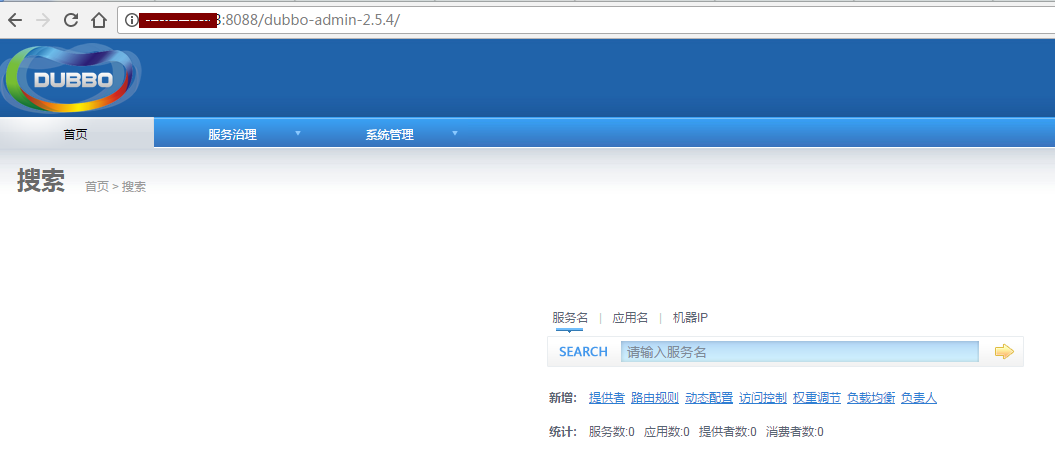 3:8088/dubbo-admin-2.5.4/
DUBBO
首页 服务治理 系统管理
搜索 首页 > 搜索
服务名 | 应用名 | 机器IP
SEARCH 请输入服务名
新增: 提供者 路由规则 动态配置 访问控制 权重调节 负载均衡 负责人
统计: 服务数:0 应用数:0 提供者数:0 消费者数:0